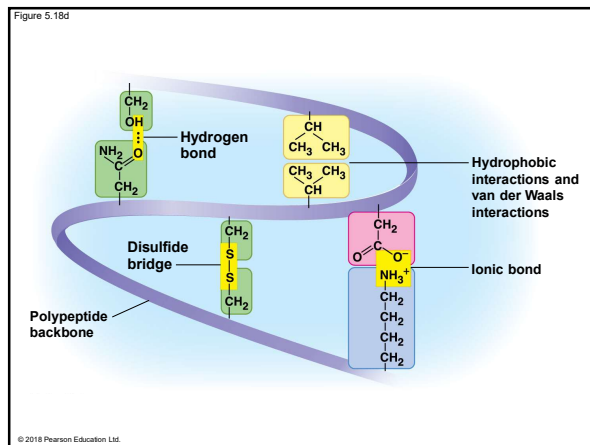 Figure 5.18d
CH₂
OH
Hydrogen
bond
NH₂
C
O
CH₂
CH
CH₃ CH₃
CH₃ CH₃
CH
Hydrophobic
interactions and
van der Waals
interactions
CH₂
C
O O⁻
NH₃⁺
Ionic bond
CH₂
CH₂
CH₂
CH₂
Disulfide
bridge
CH₂
S
S
CH₂
Polypeptide
backbone
© 2018 Pearson Education Ltd.